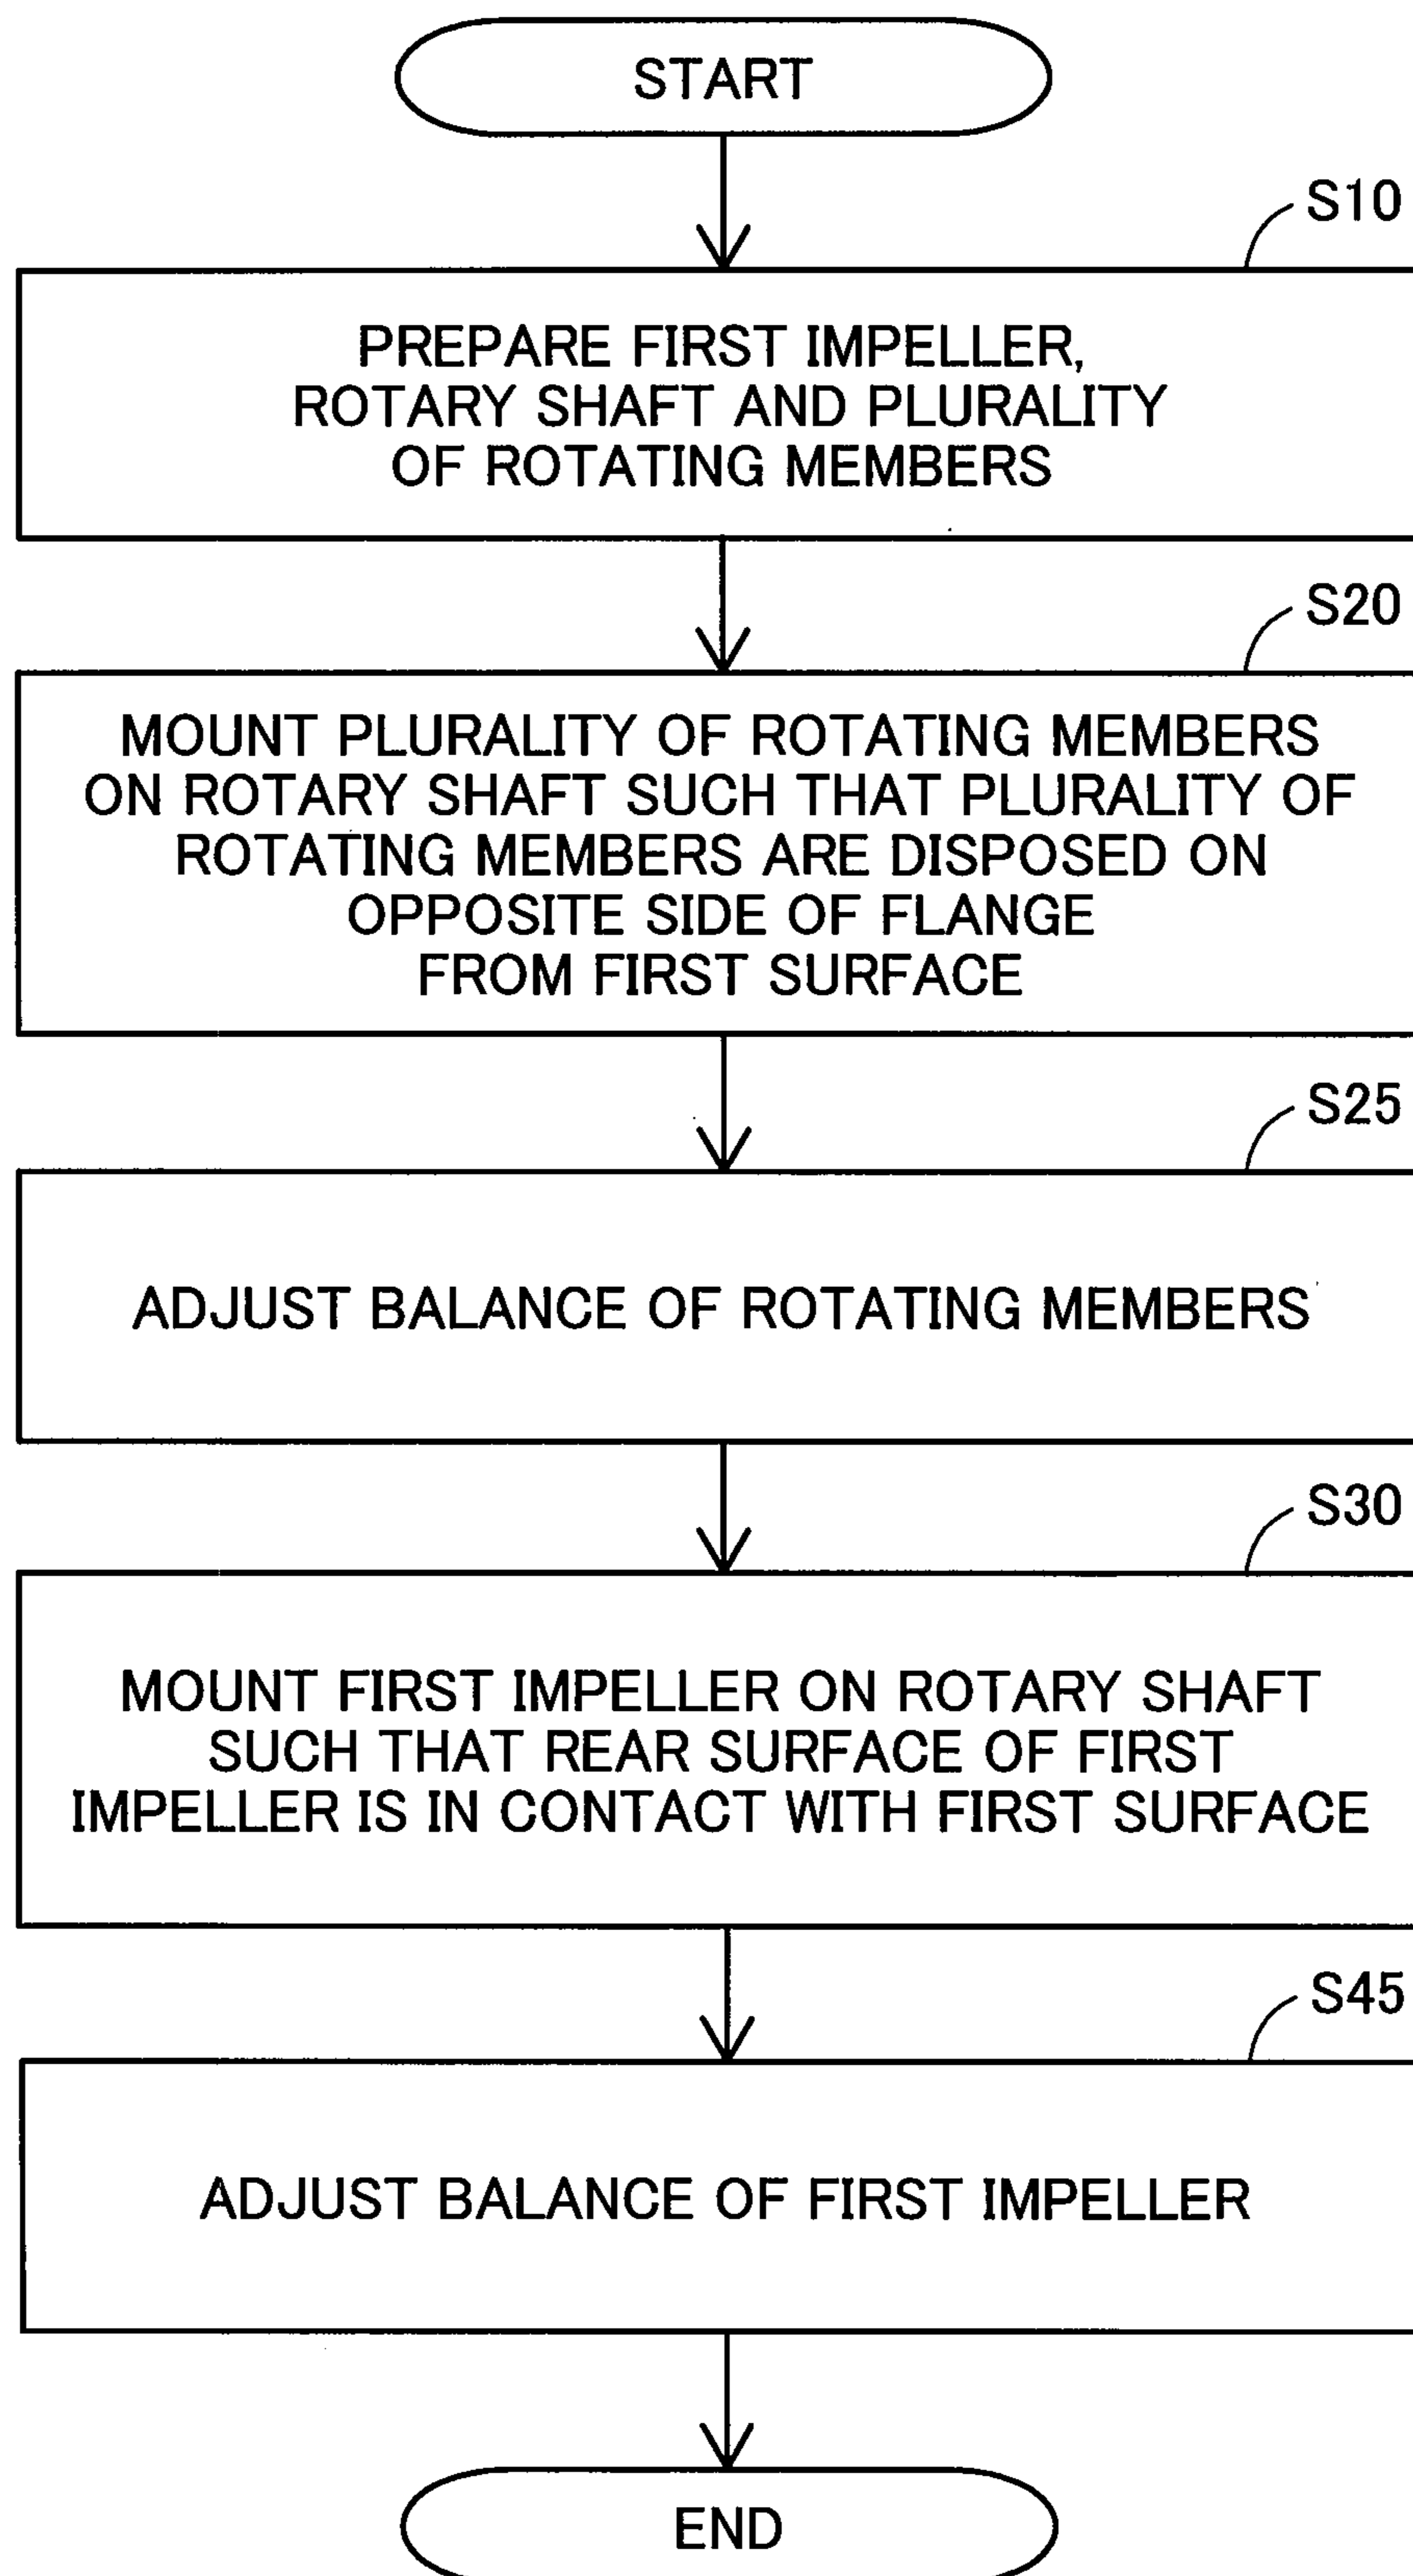 START
S10
PREPARE FIRST IMPELLER,
ROTARY SHAFT AND PLURALITY
OF ROTATING MEMBERS
S20
MOUNT PLURALITY OF ROTATING MEMBERS
ON ROTARY SHAFT SUCH THAT PLURALITY OF
ROTATING MEMBERS ARE DISPOSED ON
OPPOSITE SIDE OF FLANGE
FROM FIRST SURFACE
S25
ADJUST BALANCE OF ROTATING MEMBERS
S30
MOUNT FIRST IMPELLER ON ROTARY SHAFT
SUCH THAT REAR SURFACE OF FIRST
IMPELLER IS IN CONTACT WITH FIRST SURFACE
S45
ADJUST BALANCE OF FIRST IMPELLER
END